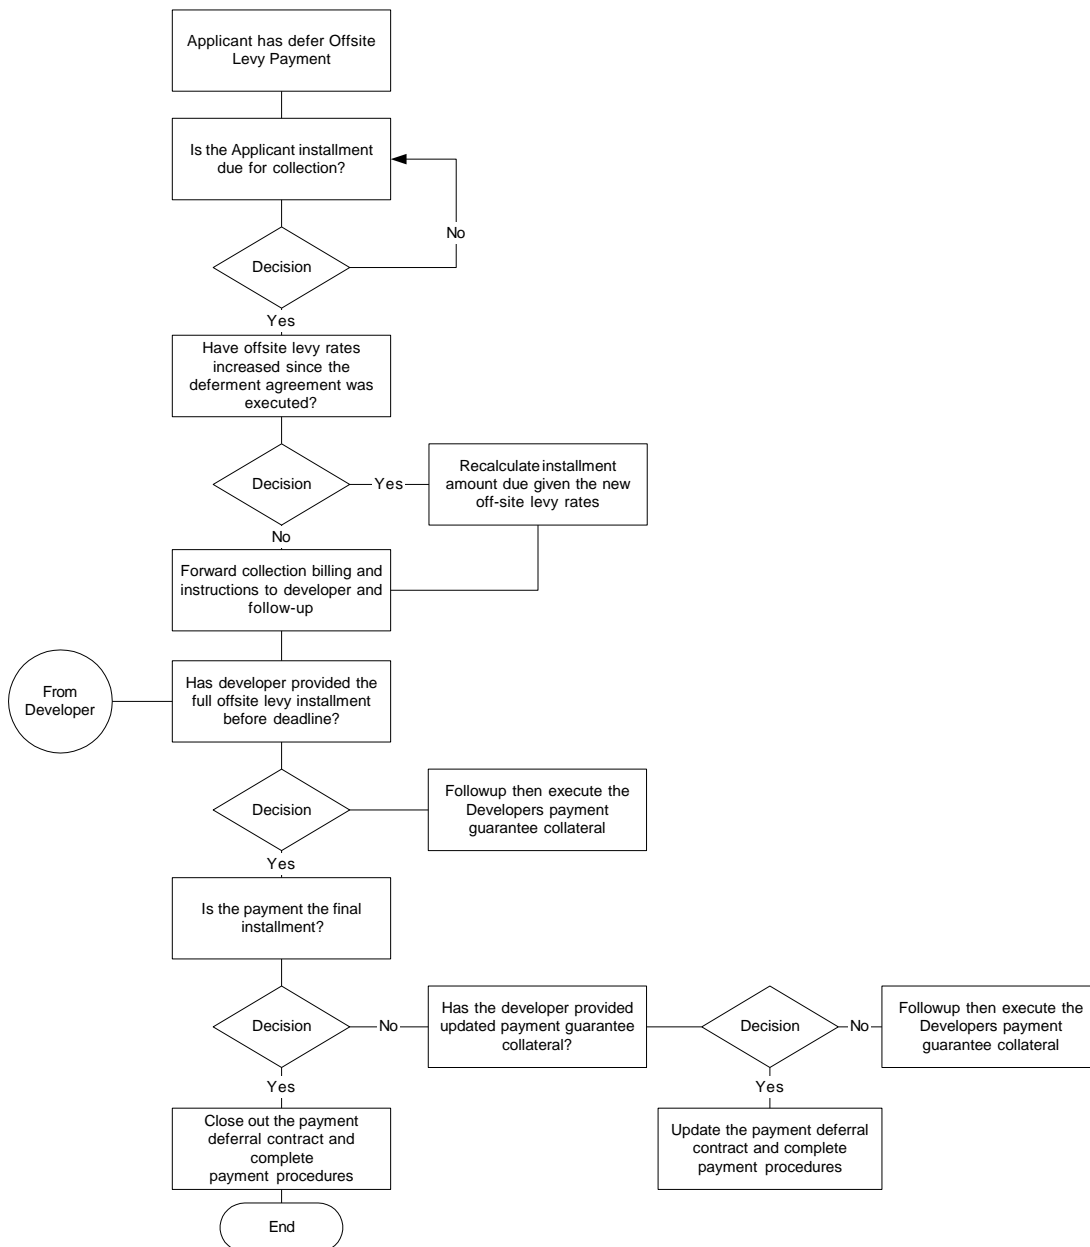 Applicant has defer Offsite
Levy Payment
Is the Applicant installment
due for collection?
No
Decision
Yes
Have offsite levy rates
increased since the
deferment agreement was
executed?
Decision
Yes
Recalculate installment
amount due given the new
off-site levy rates
No
Forward collection billing and
instructions to developer and
follow-up
From
Developer
Has developer provided the
full offsite levy installment
before deadline?
Decision
Followup then execute the
Developers payment
guarantee collateral
Yes
Is the payment the final
installment?
Decision
No
Has the developer provided
updated payment guarantee
collateral?
Decision
No
Followup then execute the
Developers payment
guarantee collateral
Yes
Yes
Close out the payment
deferral contract and
complete
payment procedures
Update the payment deferral
contract and complete
payment procedures
End